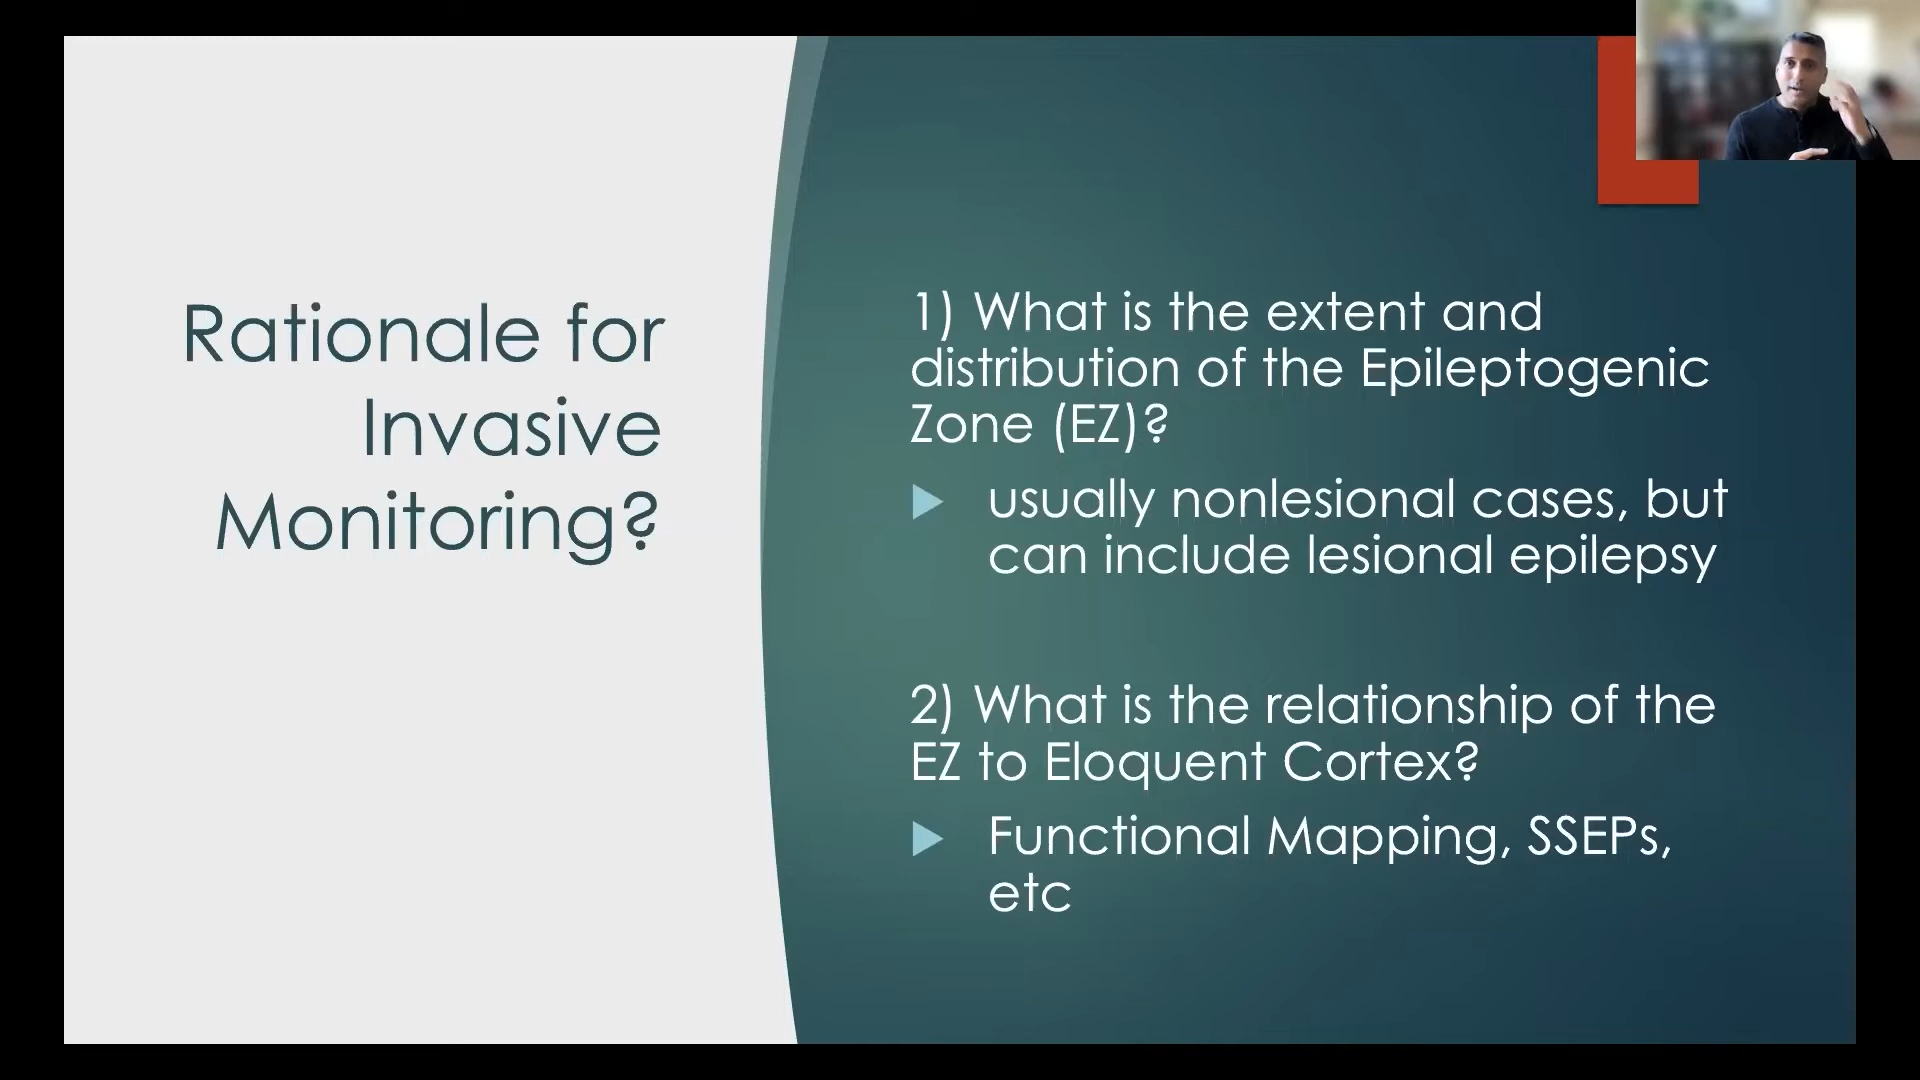 Rationale for
Invasive
Monitoring?
1) What is the extent and
distribution of the Epileptogenic
Zone (EZ)?
usually nonlesional cases, but
can include lesional epilepsy
2) What is the relationship of the
EZ to Eloquent Cortex?
Functional Mapping, SSEPs,
etc